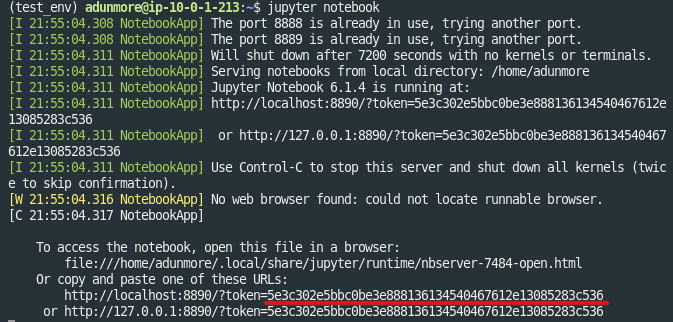 (test_env) adunmore@ip-10-0-1-213:~$ jupyter notebook
[I 21:55:04.308 NotebookApp] The port 8888 is already in use, trying another port.
[I 21:55:04.308 NotebookApp] The port 8889 is already in use, trying another port.
[I 21:55:04.311 NotebookApp] Will shut down after 7200 seconds with no kernels or terminals.
[I 21:55:04.311 NotebookApp] Serving notebooks from local directory: /home/adunmore
[I 21:55:04.311 NotebookApp] Jupyter Notebook 6.1.4 is running at:
[I 21:55:04.311 NotebookApp] http://localhost:8890/?token=5e3c302e5bbc0be3e888136134540467612e
13085283c536
[I 21:55:04.311 NotebookApp]  or http://127.0.0.1:8890/?token=5e3c302e5bbc0be3e888136134540467
612e13085283c536
[I 21:55:04.311 NotebookApp] Use Control-C to stop this server and shut down all kernels (twic
e to skip confirmation).
[W 21:55:04.316 NotebookApp] No web browser found: could not locate runnable browser.
[C 21:55:04.317 NotebookApp]
To access the notebook, open this file in a browser:
file:///home/adunmore/.local/share/jupyter/runtime/nbserver-7484-open.html
Or copy and paste one of these URLs:
http://localhost:8890/?token=5e3c302e5bbc0be3e888136134540467612e13085283c536
or http://127.0.0.1:8890/?token=5e3c302e5bbc0be3e888136134540467612e13085283c536